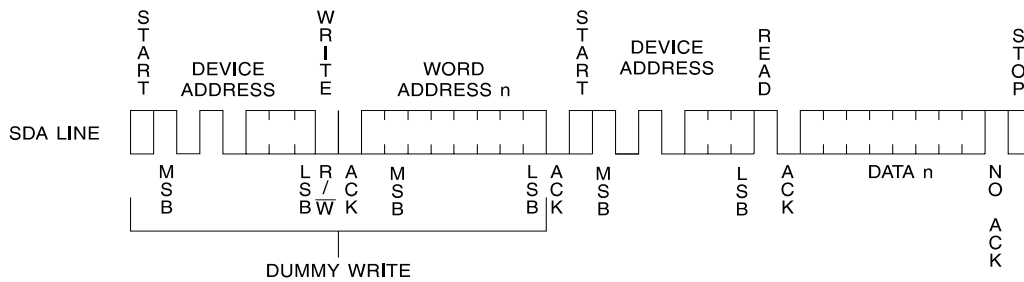 START
WRITE
START
READ
STOP
DEVICE
ADDRESS
WORD
ADDRESS n
DEVICE
ADDRESS
SDA LINE
MSB
LSB
R/W
ACK
MSB
LSB
ACK
MSB
LSB
ACK
DATA n
NO ACK
DUMMY WRITE